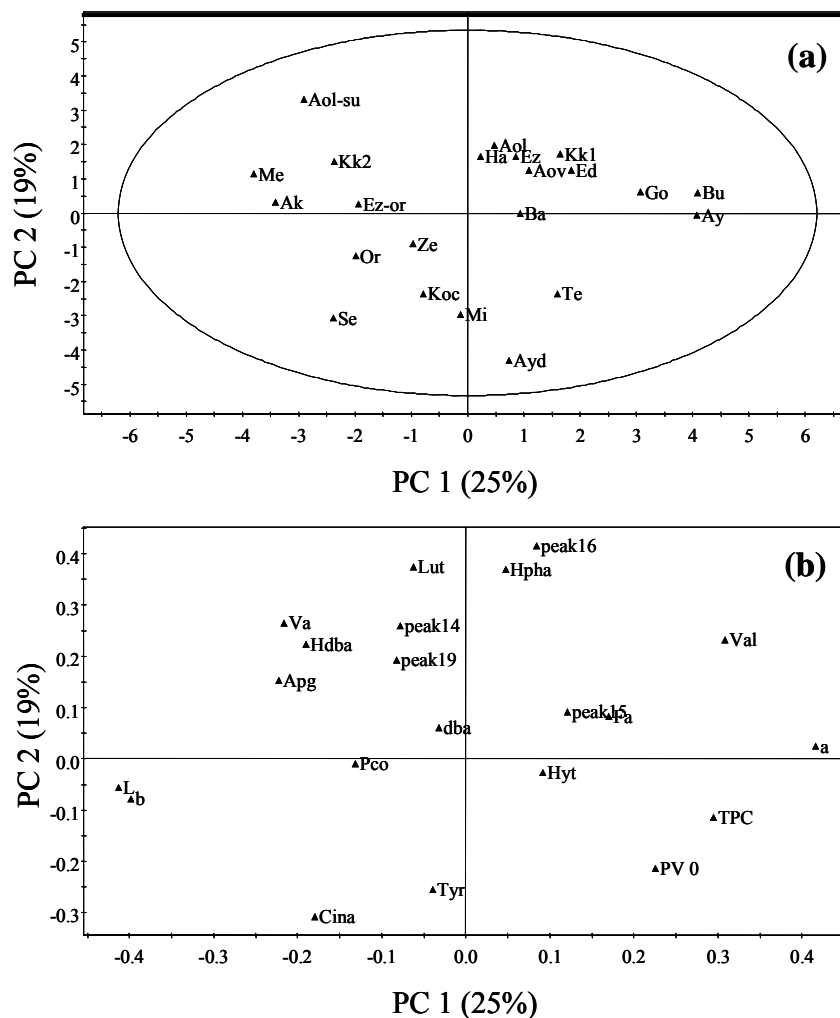 (a)
5
4
3
2
1
0
-1
-2
-3
-4
-5
PC 2 (19%)
Aol-su
Kk2
Me
Ak
Ez-or
Aol
Ha
Ez
Kk1
Aov
Ed
Go
Bu
Ay
Ba
Ze
Or
Koc
Te
Se
Mi
Ayd
-6 -5 -4 -3 -2 -1 0 1 2 3 4 5 6
PC 1 (25%)
(b)
0.4
0.3
0.2
0.1
0.0
-0.1
-0.2
-0.3
PC 2 (19%)
peak16
Lut
Hpha
Va
peak14
Hdba
Val
peak19
Apg
peak15
Fa
dba
a
Pco
Hyt
L
b
TPC
PV 0
Tyr
Cina
-0.4 -0.3 -0.2 -0.1 0.0 0.1 0.2 0.3 0.4
PC 1 (25%)